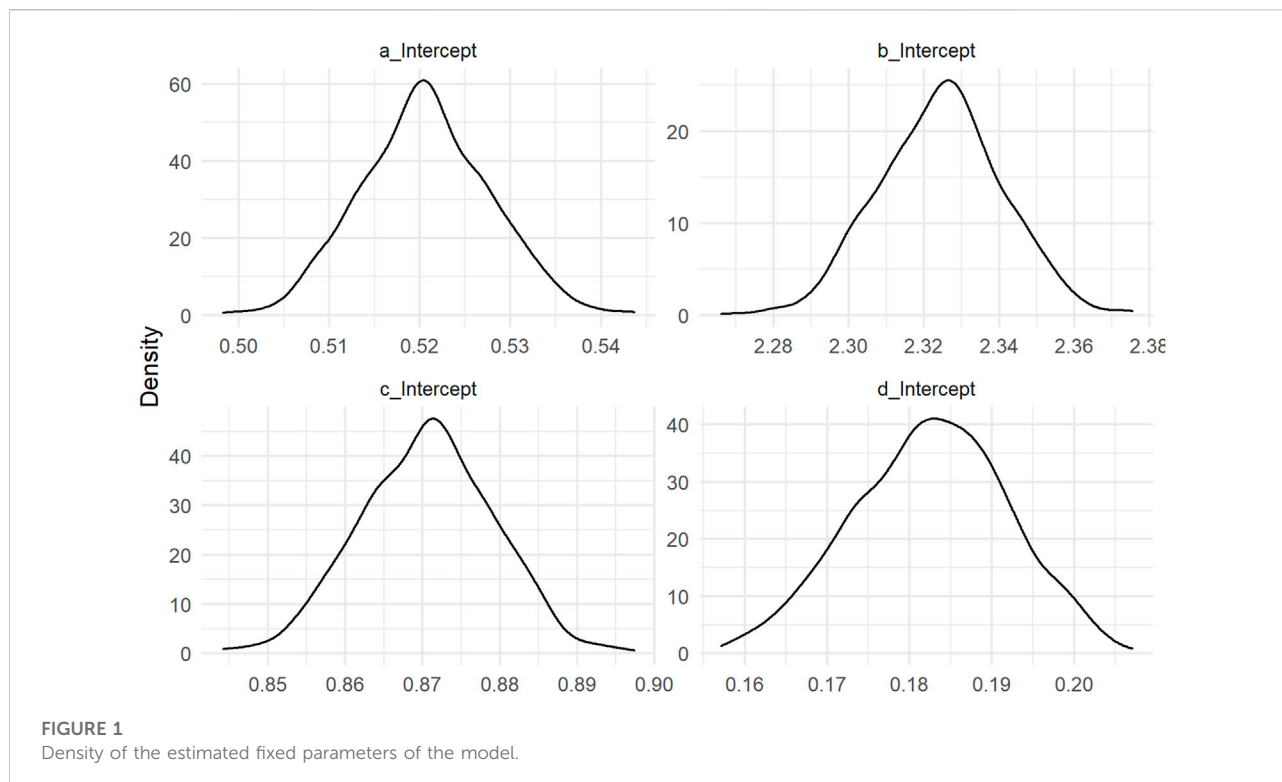 a_Intercept
b_Intercept
60
40
20
0
20
10
0
0.50 0.51 0.52 0.53 0.54
2.28 2.30 2.32 2.34 2.36 2.38
Density
c_Intercept
d_Intercept
40
30
20
10
0
40
30
20
10
0
0.85 0.86 0.87 0.88 0.89 0.90
0.16 0.17 0.18 0.19 0.20
FIGURE 1
Density of the estimated fixed parameters of the model.